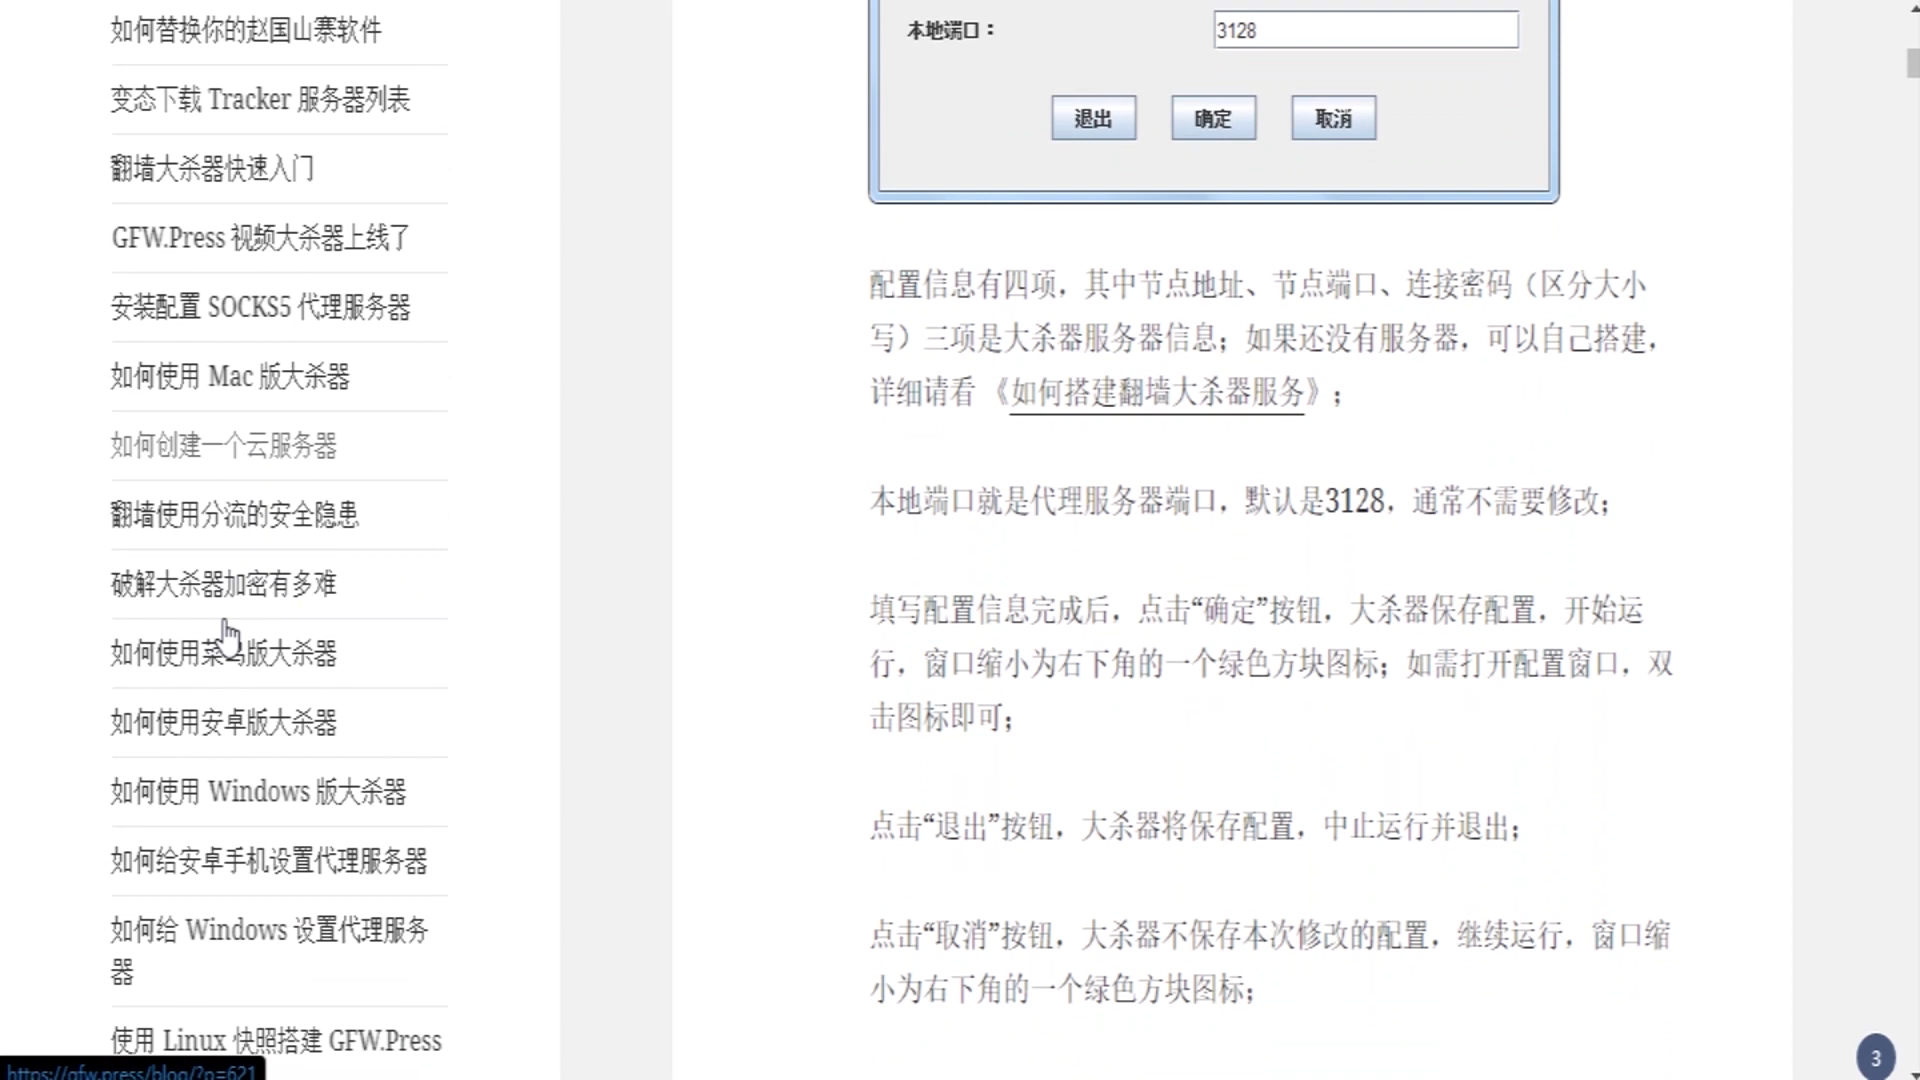 如何替换你的赵国山寨软件
变态下载 Tracker 服务器列表
翻墙大杀器快速入门
GFW.Press 视频大杀器上线了
安装配置 SOCKS5 代理服务器
如何使用 Mac 版大杀器
如何创建一个云服务器
翻墙使用分流的安全隐患
破解大杀器加密有多难
如何使用菜鸟版大杀器
如何使用安卓版大杀器
如何使用 Windows 版大杀器
如何给安卓手机设置代理服务器
如何给 Windows 设置代理服务
器
使用 Linux 快照搭建 GFW.Press
https://gfw.press/blog/?p=621
本地端口：
3128
退出 确定 取消
配置信息有四项，其中节点地址、节点端口、连接密码（区分大小
写）三项是大杀器服务器信息；如果还没有服务器，可以自己搭建，
详细请看 《如何搭建翻墙大杀器服务》；
本地端口就是代理服务器端口，默认是3128，通常不需要修改；
填写配置信息完成后，点击“确定”按钮，大杀器保存配置，开始运
行，窗口缩小为右下角的一个绿色方块图标；如需打开配置窗口，双
击图标即可；
点击“退出”按钮，大杀器将保存配置，中止运行并退出；
点击“取消”按钮，大杀器不保存本次修改的配置，继续运行，窗口缩
小为右下角的一个绿色方块图标；
3